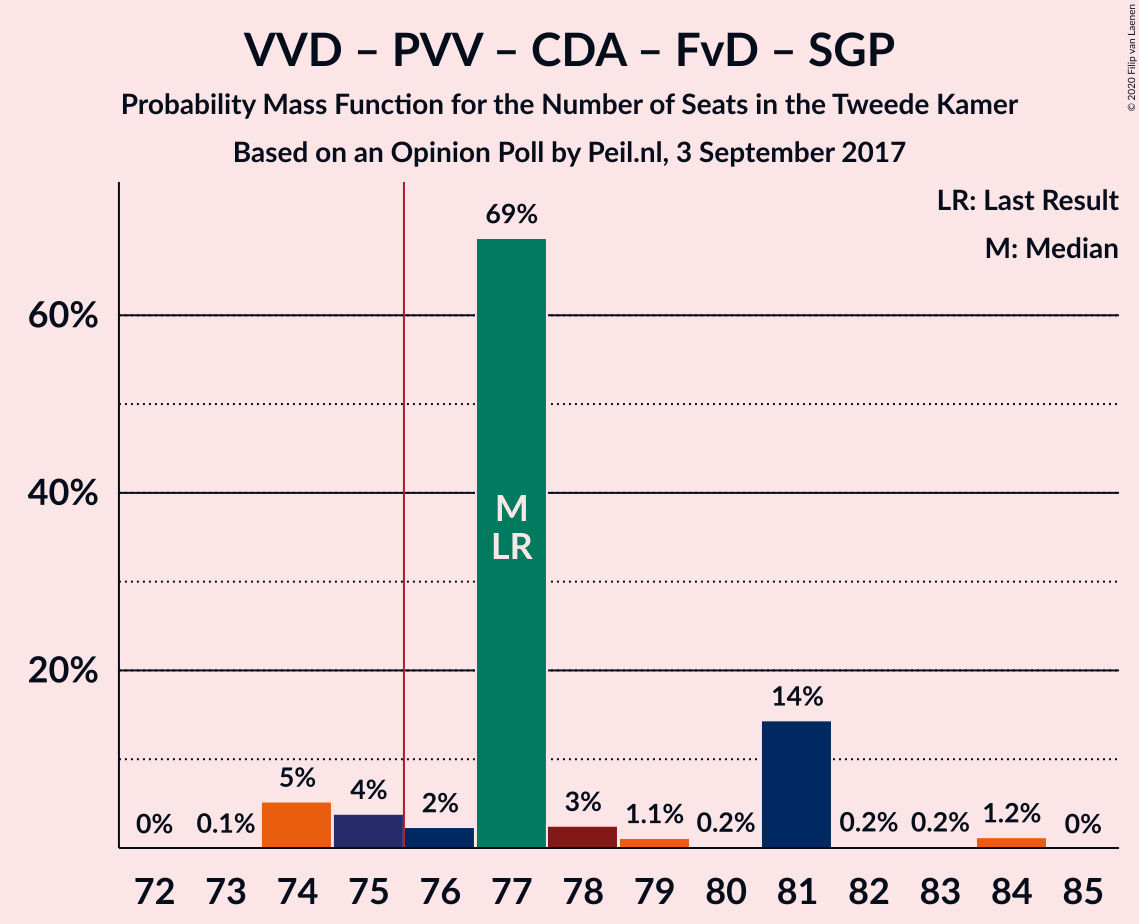 VVD – PVV – CDA – FvD – SGP
Probability Mass Function for the Number of Seats in the Tweede Kamer
Based on an Opinion Poll by Peil.nl, 3 September 2017
© 2020 Filip van Laenen
LR: Last Result
M: Median
60%
40%
20%
0%
0.1%
5%
4%
2%
69%
M
LR
3%
1.1%
0.2%
14%
0.2%
0.2%
1.2%
0%
72 73 74 75 76 77 78 79 80 81 82 83 84 85